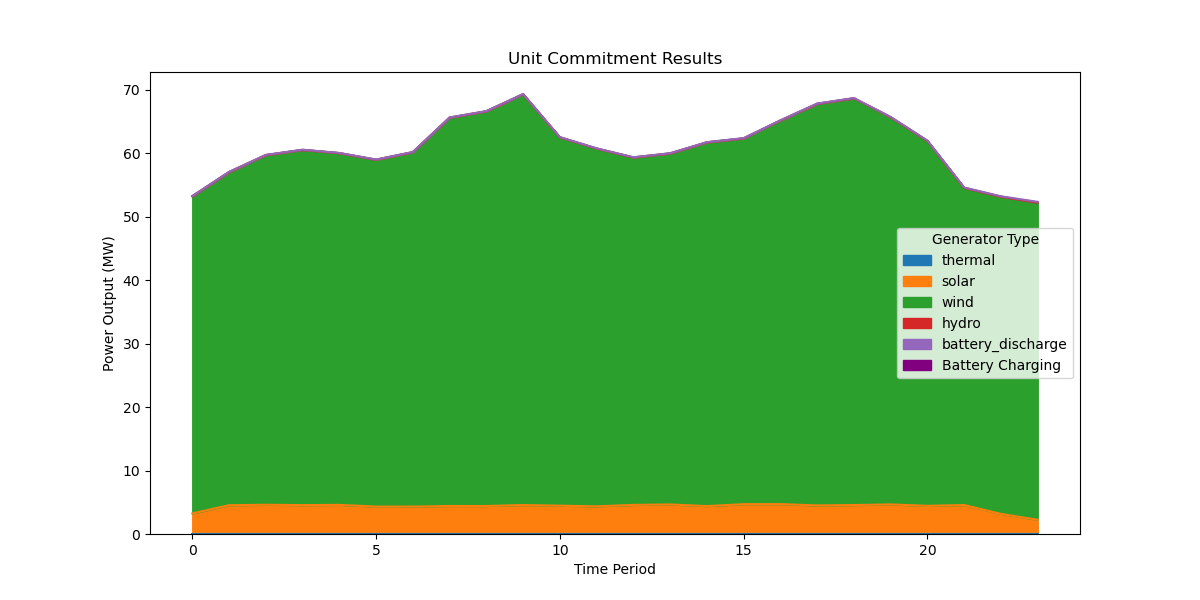 Unit Commitment Results
Power Output (MW)
70
60
50
40
30
20
10
0
Generator Type
thermal
solar
wind
hydro
battery_discharge
Battery Charging
0 5 10 15 20
Time Period